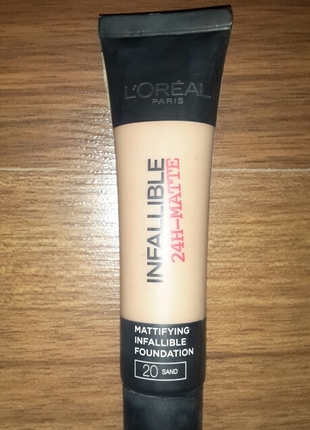 L'ORÉAL
PARIS
INFALLIBLE
24H-MATTE
MATTIFYING
INFALLIBLE
FOUNDATION
20 SAND